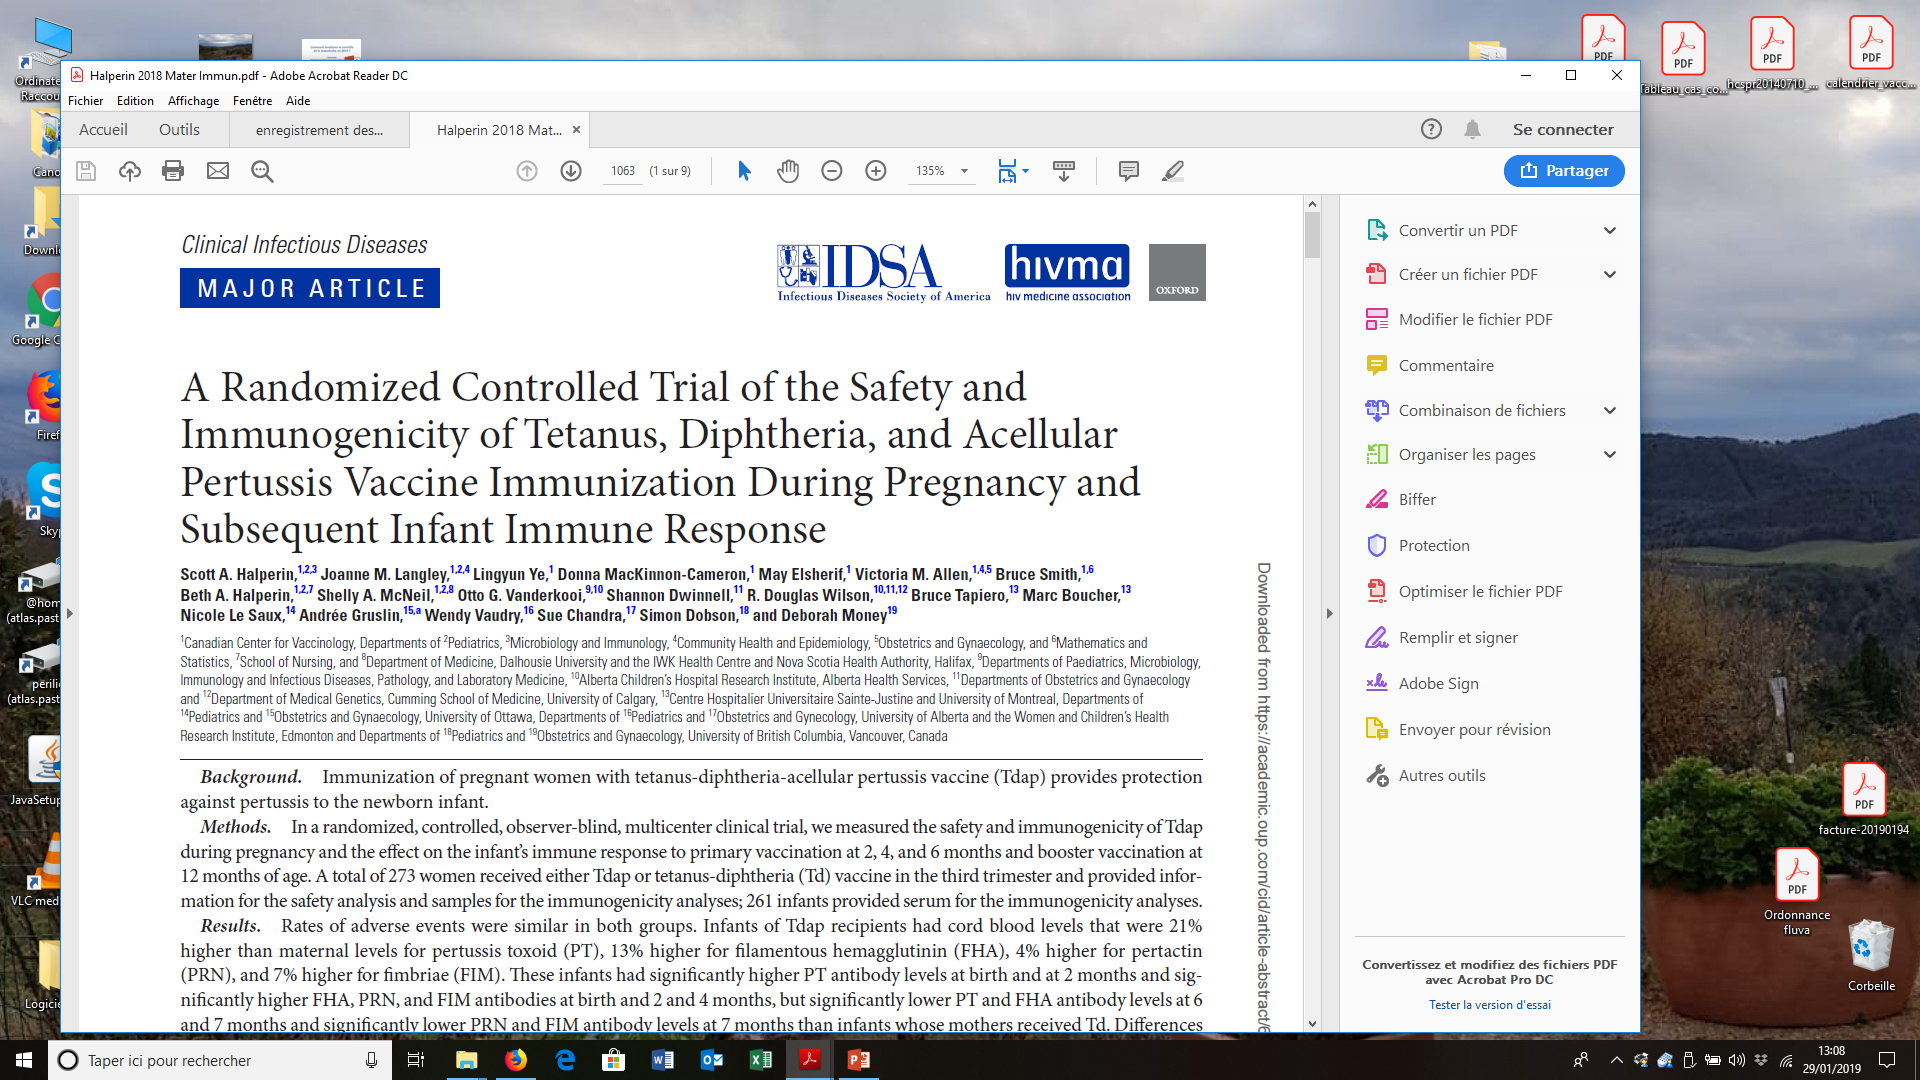 Halperin 2018 Mater Immun.pdf - Adobe Acrobat Reader DC
Fichier Edition Affichage Fenêtre Aide
Accueil Outils enregistrement des... Halperin 2018 Mat... Se connecter
1063 (1 sur 9) 135% Partager
Clinical Infectious Diseases
MAJOR ARTICLE
IDSA
Infectious Diseases Society of America
hivma
hiv medicine association
OXFORD
A Randomized Controlled Trial of the Safety and
Immunogenicity of Tetanus, Diphtheria, and Acellular
Pertussis Vaccine Immunization During Pregnancy and
Subsequent Infant Immune Response
Scott A. Halperin,1,2,3 Joanne M. Langley,1,2,4 Lingyun Ye,1 Donna MacKinnon-Cameron,1 May Elsherif,1 Victoria M. Allen,1,4,5 Bruce Smith,1,6
Beth A. Halperin,1,2,7 Shelly A. McNeil,1,2,8 Otto G. Vanderkooi,9,10 Shannon Dwinnell,11 R. Douglas Wilson,10,11,12 Bruce Tapiero,13 Marc Boucher,13
Nicole Le Saux,14 Andrée Gruslin,15,a Wendy Vaudry,16 Sue Chandra,17 Simon Dobson,18 and Deborah Money19
1Canadian Center for Vaccinology, Departments of 2Pediatrics, 3Microbiology and Immunology, 4Community Health and Epidemiology, 5Obstetrics and Gynaecology, and 6Mathematics and
Statistics, 7School of Nursing, and 8Department of Medicine, Dalhousie University and the IWK Health Centre and Nova Scotia Health Authority, Halifax, 9Departments of Paediatrics, Microbiology,
Immunology and Infectious Diseases, Pathology, and Laboratory Medicine, 10Alberta Children's Hospital Research Institute, Alberta Health Services, 11Departments of Obstetrics and Gynaecology
and 12Department of Medical Genetics, Cumming School of Medicine, University of Calgary, 13Centre Hospitalier Universitaire Sainte-Justine and University of Montreal, Departments of
14Pediatrics and 15Obstetrics and Gynaecology, University of Ottawa, Departments of 16Pediatrics and 17Obstetrics and Gynecology, University of Alberta and the Women and Children's Health
Research Institute, Edmonton and Departments of 18Pediatrics and 19Obstetrics and Gynaecology, University of British Columbia, Vancouver, Canada
Background. Immunization of pregnant women with tetanus-diphtheria-acellular pertussis vaccine (Tdap) provides protection
against pertussis to the newborn infant.
Methods. In a randomized, controlled, observer-blind, multicenter clinical trial, we measured the safety and immunogenicity of Tdap
during pregnancy and the effect on the infant's immune response to primary vaccination at 2, 4, and 6 months and booster vaccination at
12 months of age. A total of 273 women received either Tdap or tetanus-diphtheria (Td) vaccine in the third trimester and provided infor-
mation for the safety analysis and samples for the immunogenicity analyses; 261 infants provided serum for the immunogenicity analyses.
Results. Rates of adverse events were similar in both groups. Infants of Tdap recipients had cord blood levels that were 21%
higher than maternal levels for pertussis toxoid (PT), 13% higher for filamentous hemagglutinin (FHA), 4% higher for pertactin
(PRN), and 7% higher for fimbriae (FIM). These infants had significantly higher PT antibody levels at birth and at 2 months and sig-
nificantly higher FHA, PRN, and FIM antibodies at birth and 2 and 4 months, but significantly lower PT and FHA antibody levels at 6
and 7 months and significantly lower PRN and FIM antibody levels at 7 months than infants whose mothers received Td. Differences
Downloaded from https://academic.oup.com/cid/article-abstract/6
Convertir un PDF
Créer un fichier PDF
Modifier le fichier PDF
Commentaire
Combinaison de fichiers
Organiser les pages
Biffer
Protection
Optimiser le fichier PDF
Remplir et signer
Adobe Sign
Envoyer pour révision
Autres outils
Convertissez et modifiez des fichiers PDF
avec Acrobat Pro DC
Tester la version d'essai
Ordinate
Raccou
Cano
Downl
Google C
Firef
Sky
@hom
(atlas.past
perili
(atlas.past
JavaSetup
VLC med
Logicie
PDF
PDF
PDF
PDF
Tableau_cas_co...
hcspr20140710_...
calendrier_vacc...
PDF
facture-20190194
PDF
Ordonnance
fluva
Corbeille
Taper ici pour rechercher
13:08
29/01/2019